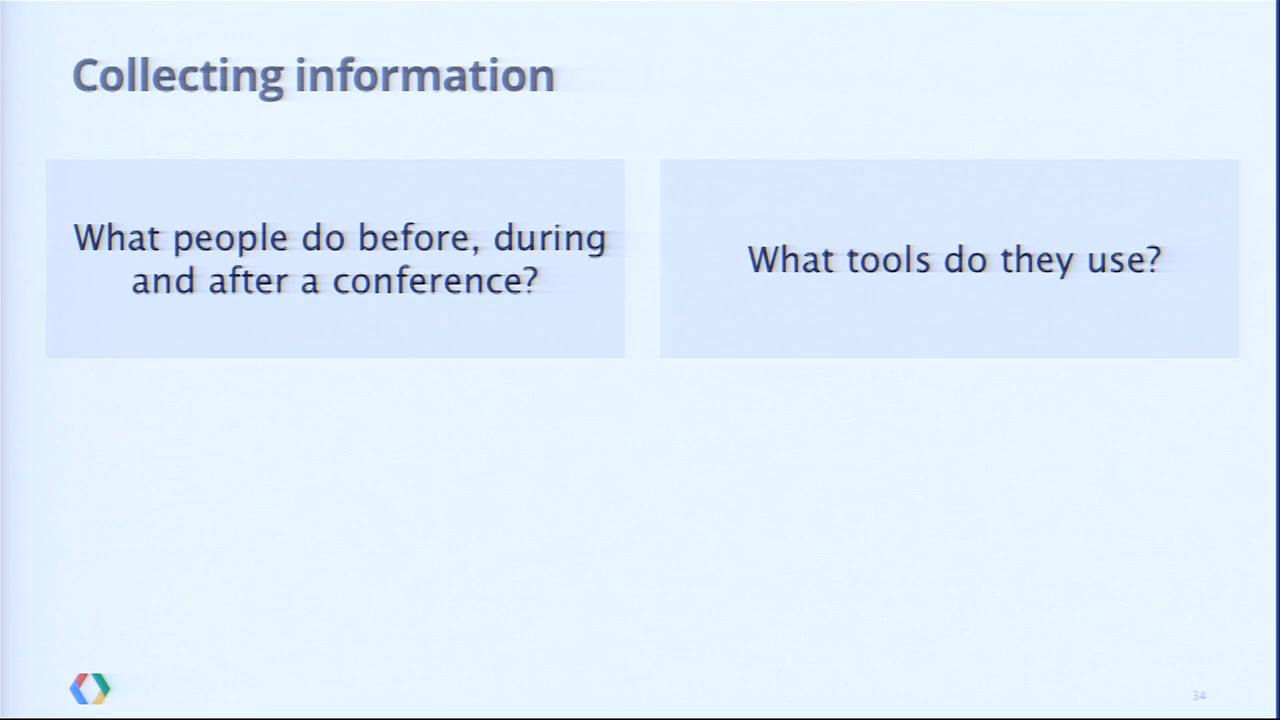 Collecting information
What people do before, during
and after a conference?
What tools do they use?
34